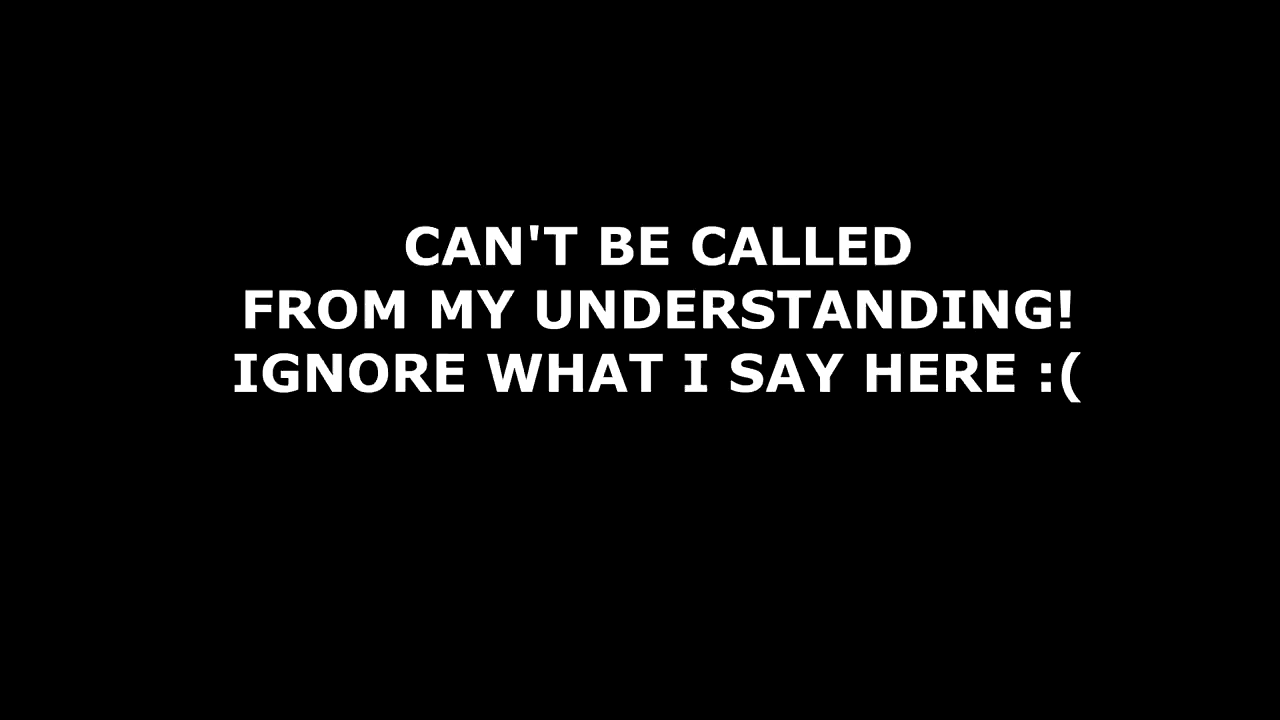 CAN'T BE CALLED
FROM MY UNDERSTANDING!
IGNORE WHAT I SAY HERE :(